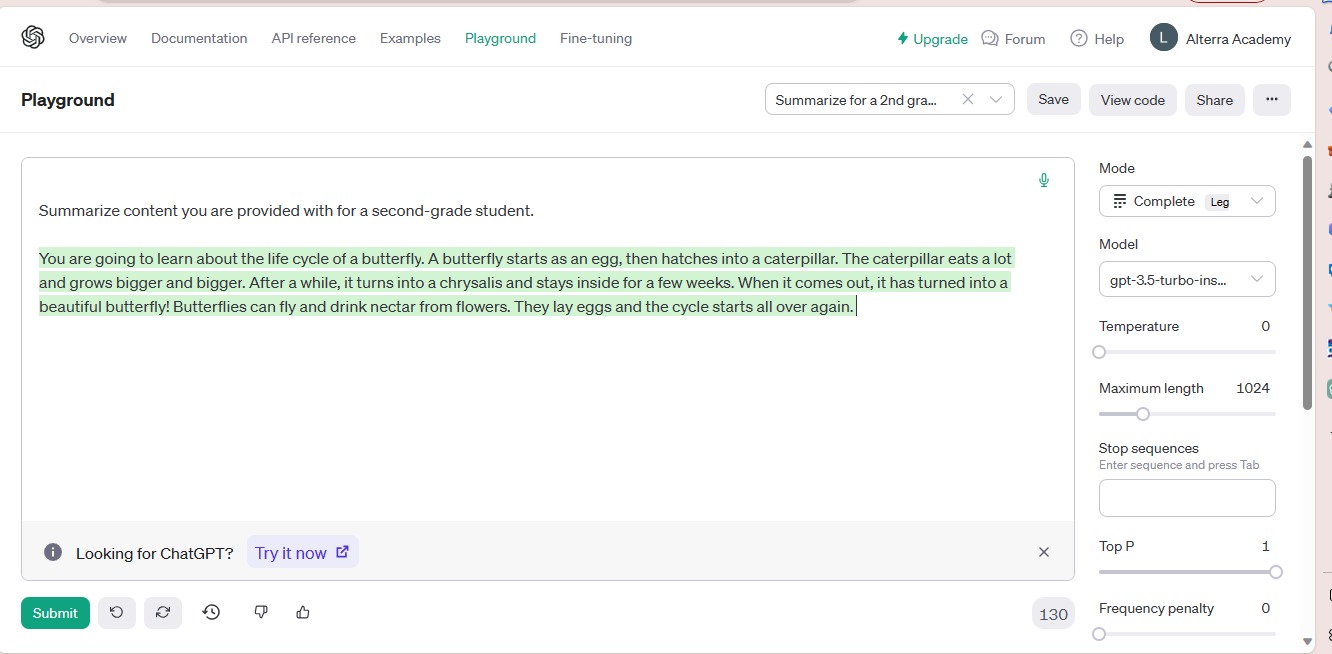 Overview Documentation API reference Examples Playground Fine-tuning Upgrade Forum Help L Alterra Academy
Playground Summarize for a 2nd gra... Save View code Share ...
Summarize content you are provided with for a second-grade student.
You are going to learn about the life cycle of a butterfly. A butterfly starts as an egg, then hatches into a caterpillar. The caterpillar eats a lot
and grows bigger and bigger. After a while, it turns into a chrysalis and stays inside for a few weeks. When it comes out, it has turned into a
beautiful butterfly! Butterflies can fly and drink nectar from flowers. They lay eggs and the cycle starts all over again.
Looking for ChatGPT? Try it now
Submit 130
Mode
Complete Leg
Model
gpt-3.5-turbo-ins...
Temperature 0
Maximum length 1024
Stop sequences
Enter sequence and press Tab
Top P 1
Frequency penalty 0